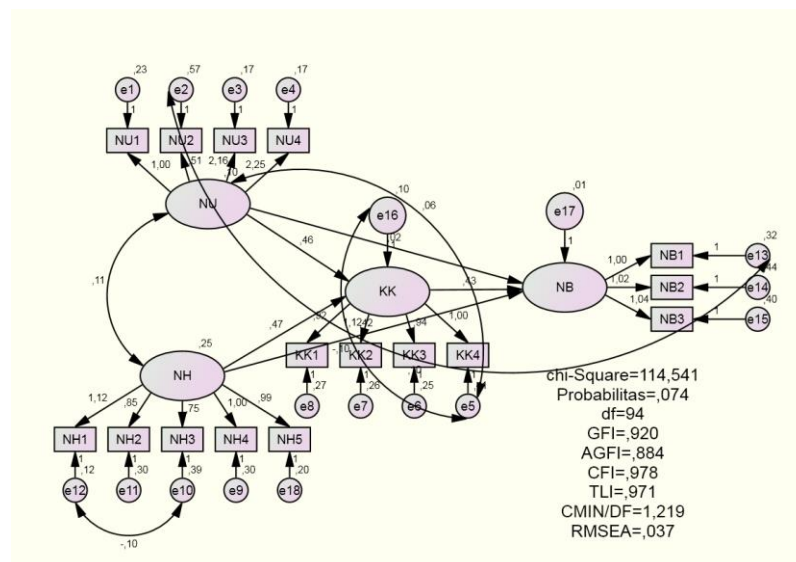 ,23
,57
,17
,17
e1
e2
e3
e4
1
1
1
1
NU1
NU2
NU3
NU4
1,00
,51
2,16
2,25
NU
,10
,06
,01
e16
e17
,02
1
,46
,11
KK
,43
NB
1,00
1,02
1,04
NB1
NB2
NB3
1
1
1
e13
e14
e15
,32
,44
,40
,47
-,10
,25
NH
1,12
,42
,94
1,00
KK1
KK2
KK3
KK4
1
1
1
,27
,26
,25
e8
e7
e6
e5
1,12
,85
,75
1,00
,99
NH1
NH2
NH3
NH4
NH5
1
1
1
1
1
,12
,30
,39
,30
,20
e12
e11
e10
e9
e18
-,10
chi-Square=114,541
Probabilitas=,074
df=94
GFI=,920
AGFI=,884
CFI=,978
TLI=,971
CMIN/DF=1,219
RMSEA=,037